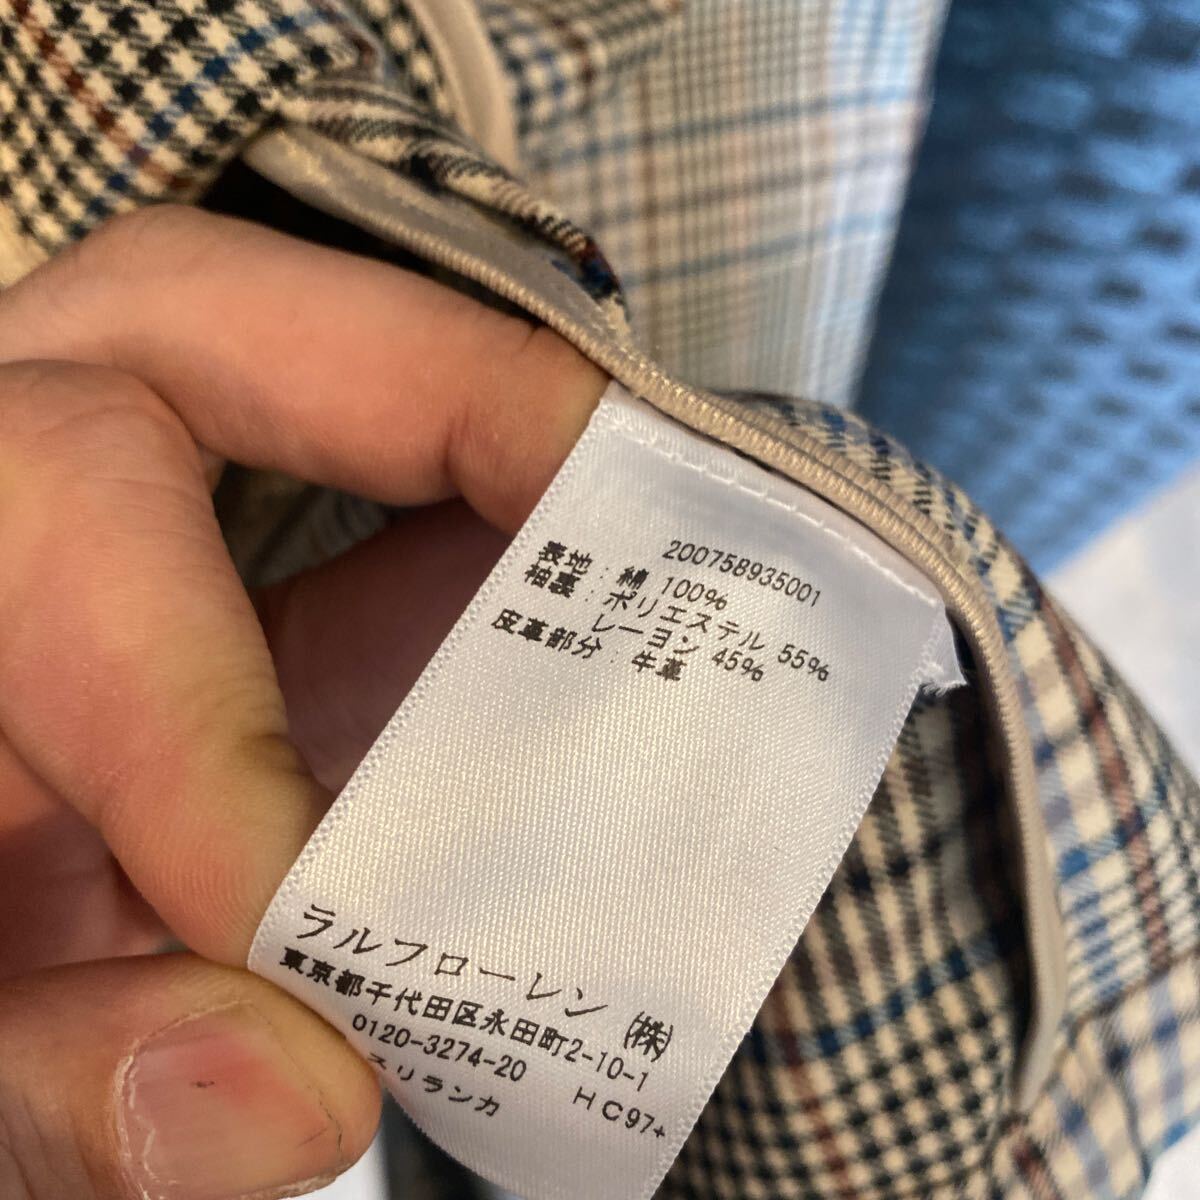 200758935001
表地：綿 100%
袖裏：ポリエステル 55%
レーヨン 45%
皮革部分：牛革
ラルフローレン（株）
東京都千代田区永田町2-10-1
0120-3274-20 HC97+
スリランカ